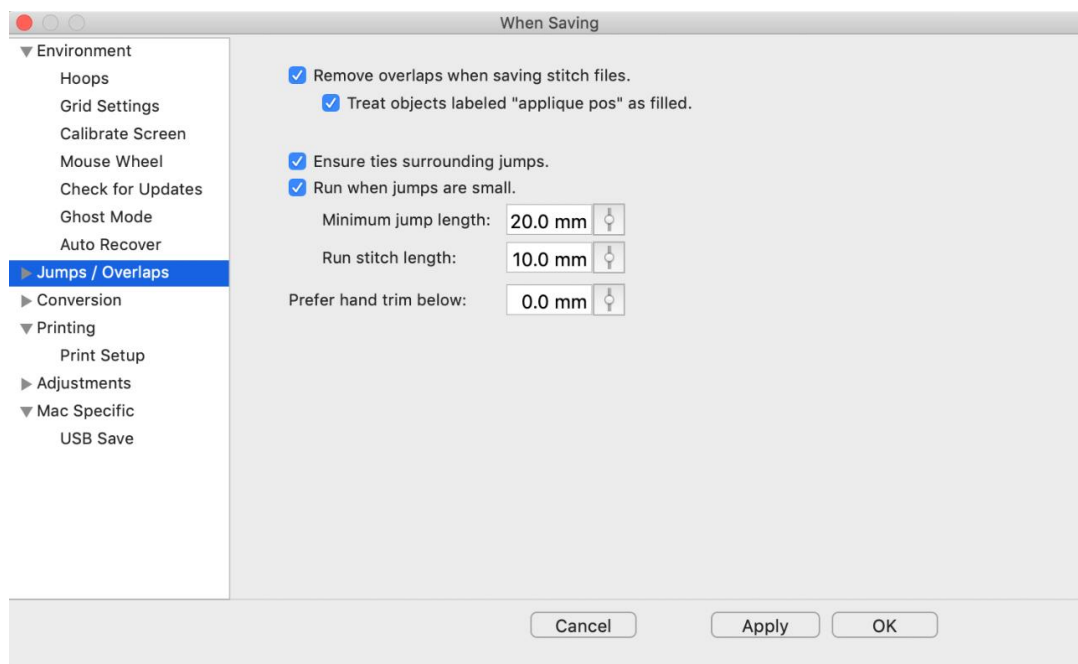 When Saving
Environment
Hoops
Grid Settings
Calibrate Screen
Mouse Wheel
Check for Updates
Ghost Mode
Auto Recover
Jumps / Overlaps
Conversion
Printing
Print Setup
Adjustments
Mac Specific
USB Save
Remove overlaps when saving stitch files.
Treat objects labeled "applique pos" as filled.
Ensure ties surrounding jumps.
Run when jumps are small.
Minimum jump length: 20.0 mm
Run stitch length: 10.0 mm
Prefer hand trim below: 0.0 mm
Cancel Apply OK